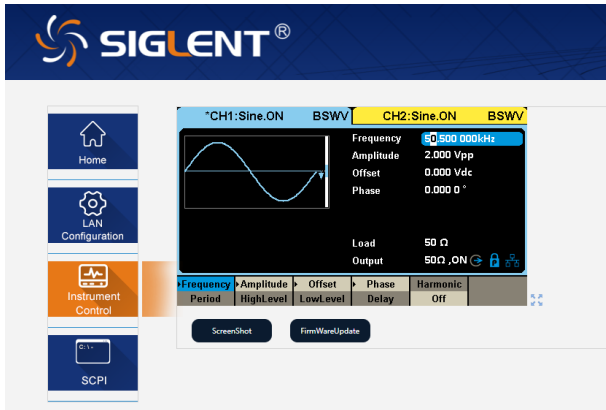 SIGLENT®
Home
LAN
Configuration
Instrument
Control
C:\-
SCPI
*CH1:Sine.ON BSWV CH2:Sine.ON BSWV
Frequency 50.500 000kHz
Amplitude 2.000 Vpp
Offset 0.000 Vdc
Phase 0.000 0 °
Load 50 Ω
Output 50Ω ,ON
Frequency Amplitude Offset Phase Harmonic
Period HighLevel LowLevel Delay Off
ScreenShot FirmWareUpdate